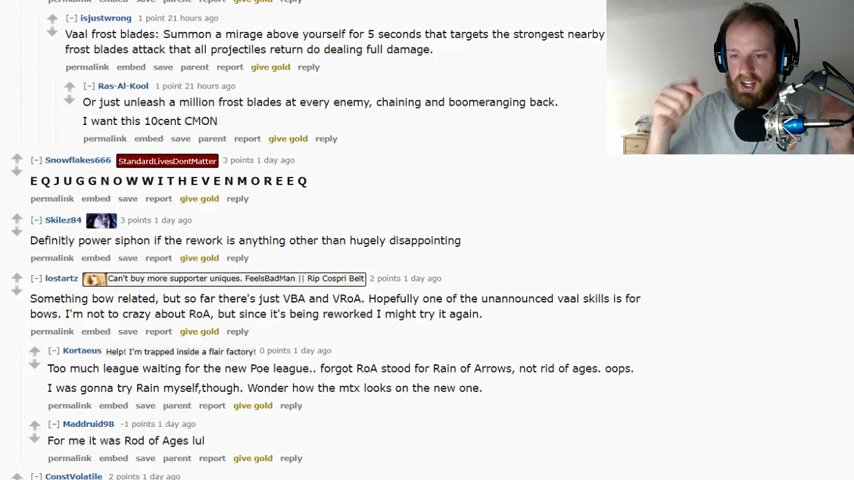 [-] isjustwrong 1 point 21 hours ago
Vaal frost blades: Summon a mirage above yourself for 5 seconds that targets the strongest nearby
frost blades attack that all projectiles return do dealing full damage.
permalink embed save parent report give gold reply
[-] Ras-Al-Kool 1 point 21 hours ago
Or just unleash a million frost blades at every enemy, chaining and boomeranging back.
I want this 10cent CMON
permalink embed save parent report give gold reply
[-] Snowflakes666 StandardLivesDontMatter 3 points 1 day ago
E Q J U G G N O W W I T H E V E N M O R E E Q
permalink embed save report give gold reply
[-] Skilez84 3 points 1 day ago
Definitly power siphon if the rework is anything other than hugely disappointing
permalink embed save report give gold reply
[-] lostartz Can't buy more supporter uniques. FeelsBadMan || Rip Cospri Belt 2 points 1 day ago
Something bow related, but so far there's just VBA and VRoA. Hopefully one of the unannounced vaal skills is for
bows. I'm not to crazy about RoA, but since it's being reworked I might try it again.
permalink embed save report give gold reply
[-] Kortaeus Help! I'm trapped inside a flair factory! 0 points 1 day ago
Too much league waiting for the new Poe league.. forgot RoA stood for Rain of Arrows, not rid of ages. oops.
I was gonna try Rain myself,though. Wonder how the mtx looks on the new one.
permalink embed save parent report give gold reply
[-] Maddruid98 -1 points 1 day ago
For me it was Rod of Ages lul
permalink embed save parent report give gold reply
[-] ConstVolatile 2 points 1 day ago